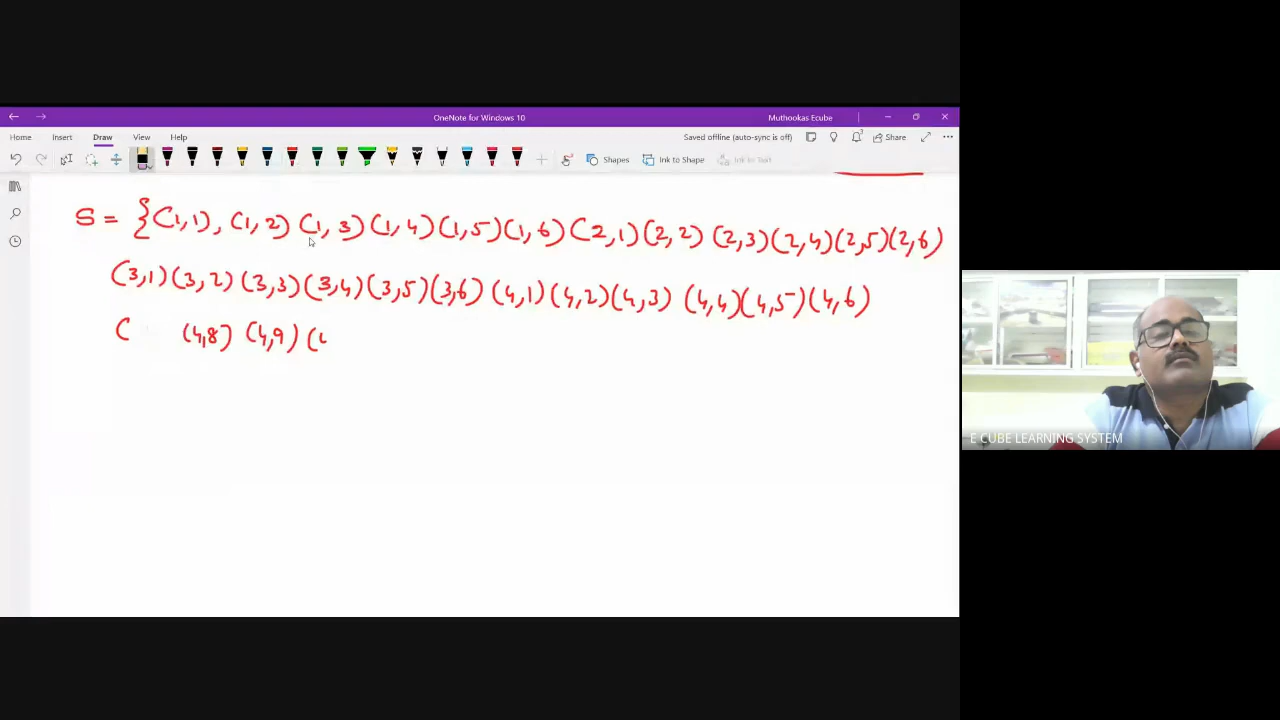 OneNote for Windows 10
Muthookas Ecube
Home Insert Draw View Help
Saved offline (auto-sync is off)
Share
Shapes
Ink to Shape
Ink to Text
S = {(1,1), (1,2) (1,3) (1,4) (1,5) (1,6) (2,1) (2,2) (2,3) (2,4) (2,5) (2,6)
(3,1) (3,2) (3,3) (3,4) (3,5) (3,6) (4,1) (4,2) (4,3) (4,4) (4,5) (4,6)
( (4,8) (4,9) (
E CUBE LEARNING SYSTEM